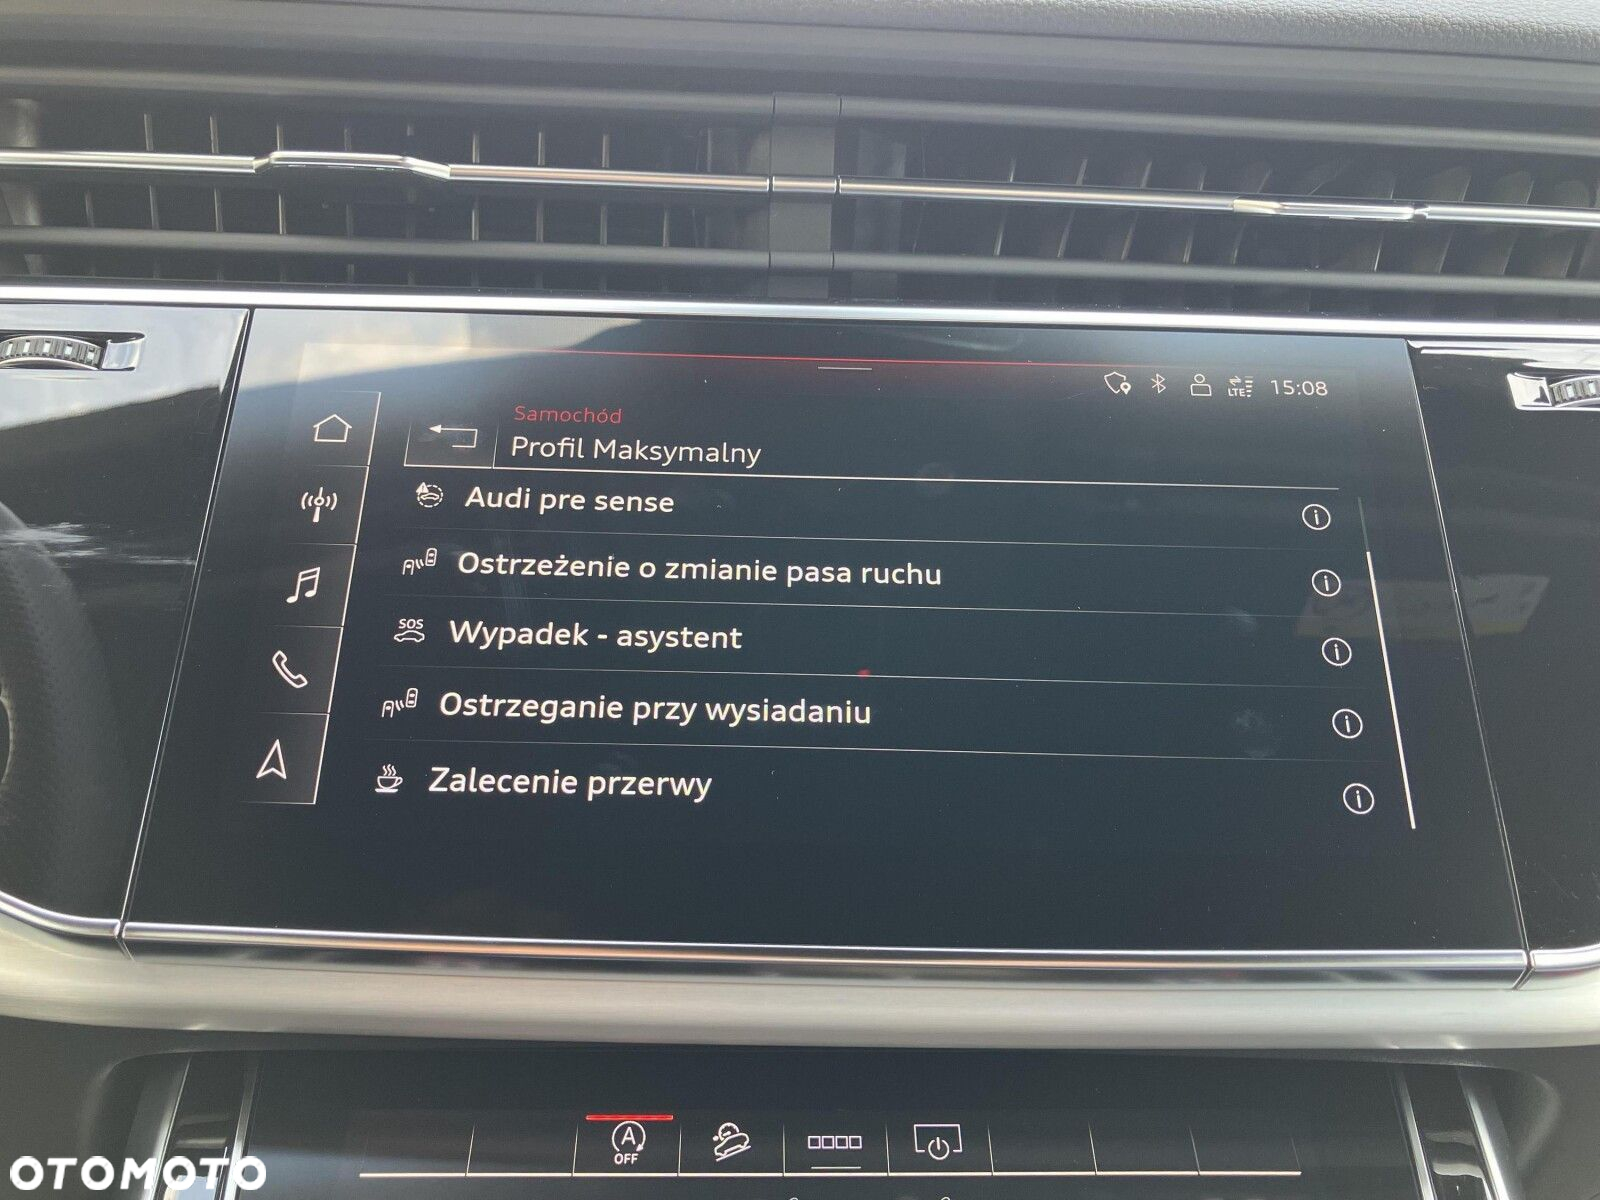 LTE
15:08
Samochód
Profil Maksymalny
Audi pre sense
Ostrzeżenie o zmianie pasa ruchu
SOS
Wypadek - asystent
Ostrzeganie przy wysiadaniu
Zalecenie przerwy
A
OFF
OTOMOTO